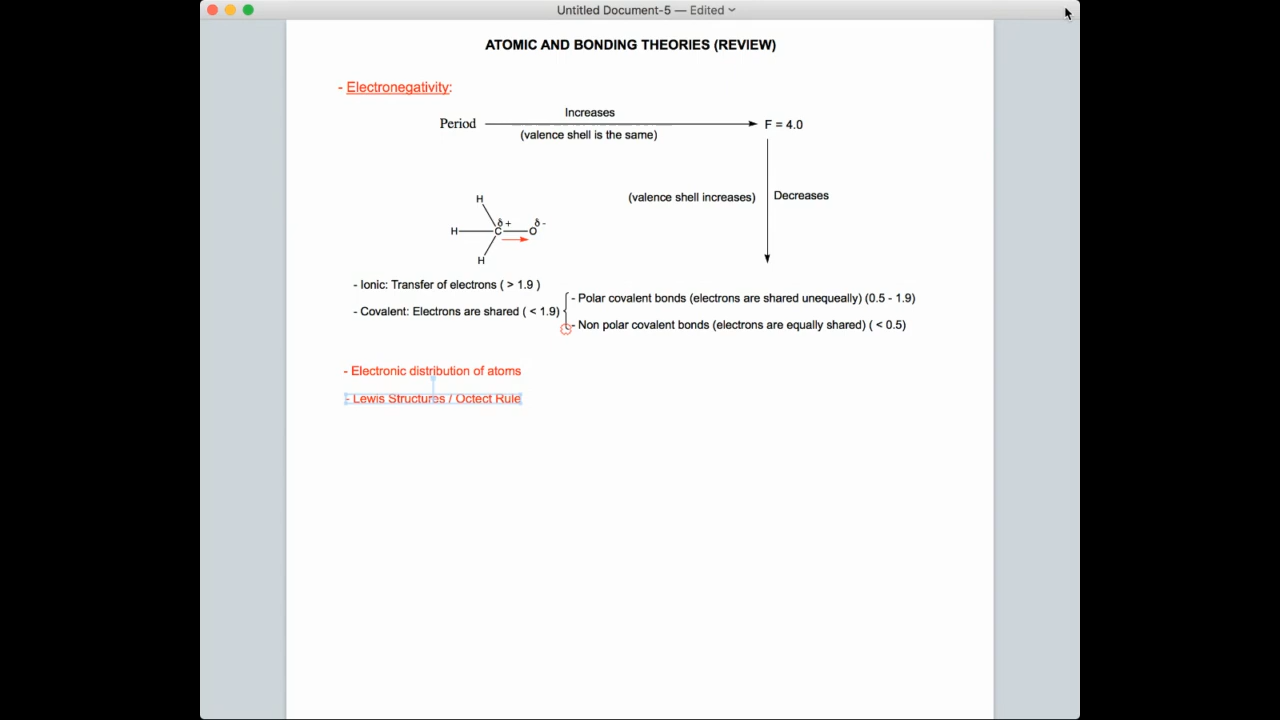 Untitled Document-5 — Edited
ATOMIC AND BONDING THEORIES (REVIEW)
- Electronegativity:
Increases
Period
F = 4.0
(valence shell is the same)
(valence shell increases)
Decreases
H
δ +
δ -
H
C
O
H
- Ionic: Transfer of electrons ( > 1.9 )
- Polar covalent bonds (electrons are shared unequeally) (0.5 - 1.9)
- Covalent: Electrons are shared ( < 1.9)
- Non polar covalent bonds (electrons are equally shared) ( < 0.5)
- Electronic distribution of atoms
- Lewis Structures / Octect Rule